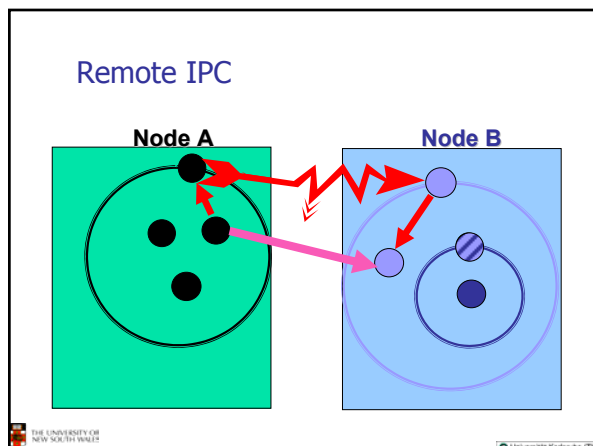 Remote IPC
Node A
Node B
THE UNIVERSITY OF
NEW SOUTH WALES